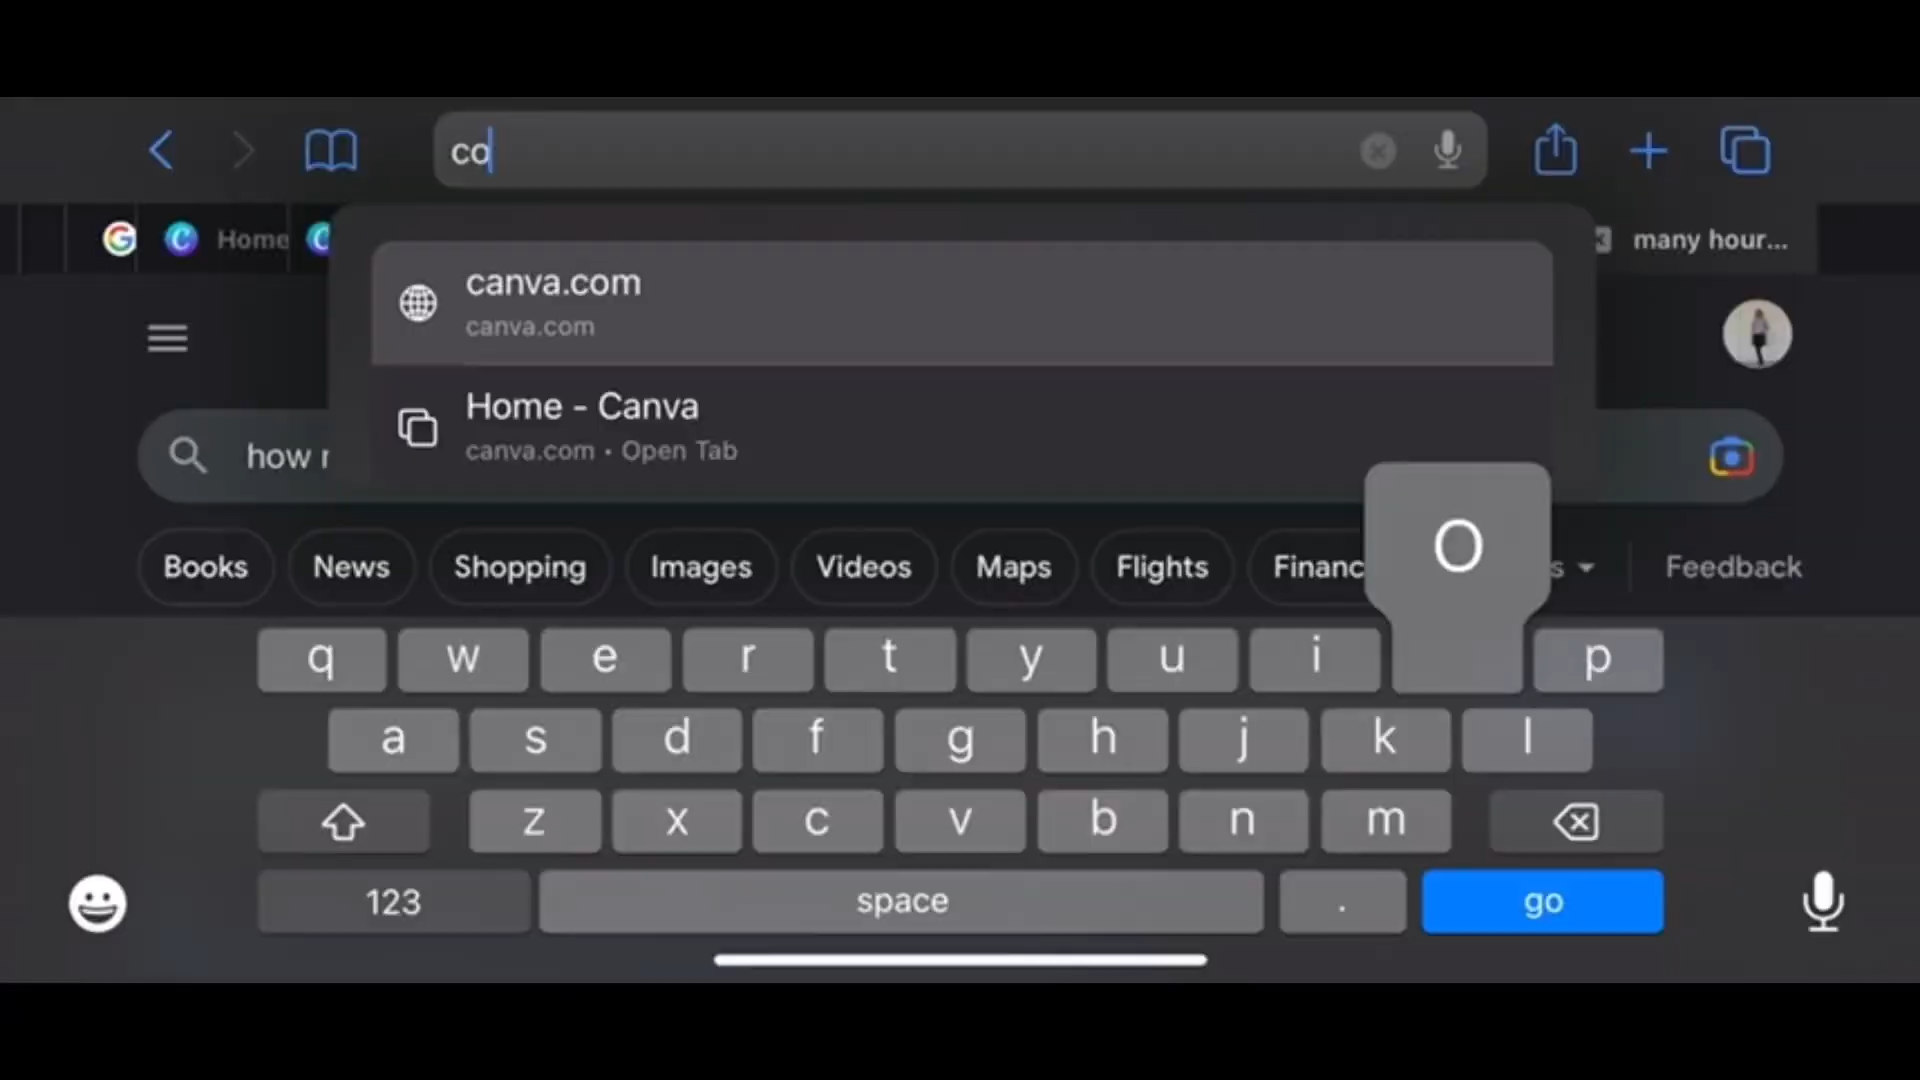 co
Home
many hour...
canva.com
canva.com
Home - Canva
canva.com • Open Tab
how
Books
News
Shopping
Images
Videos
Maps
Flights
Financ
s
Feedback
O
q w e r t y u i p
a s d f g h j k l
z x c v b n m
123
space
.
go